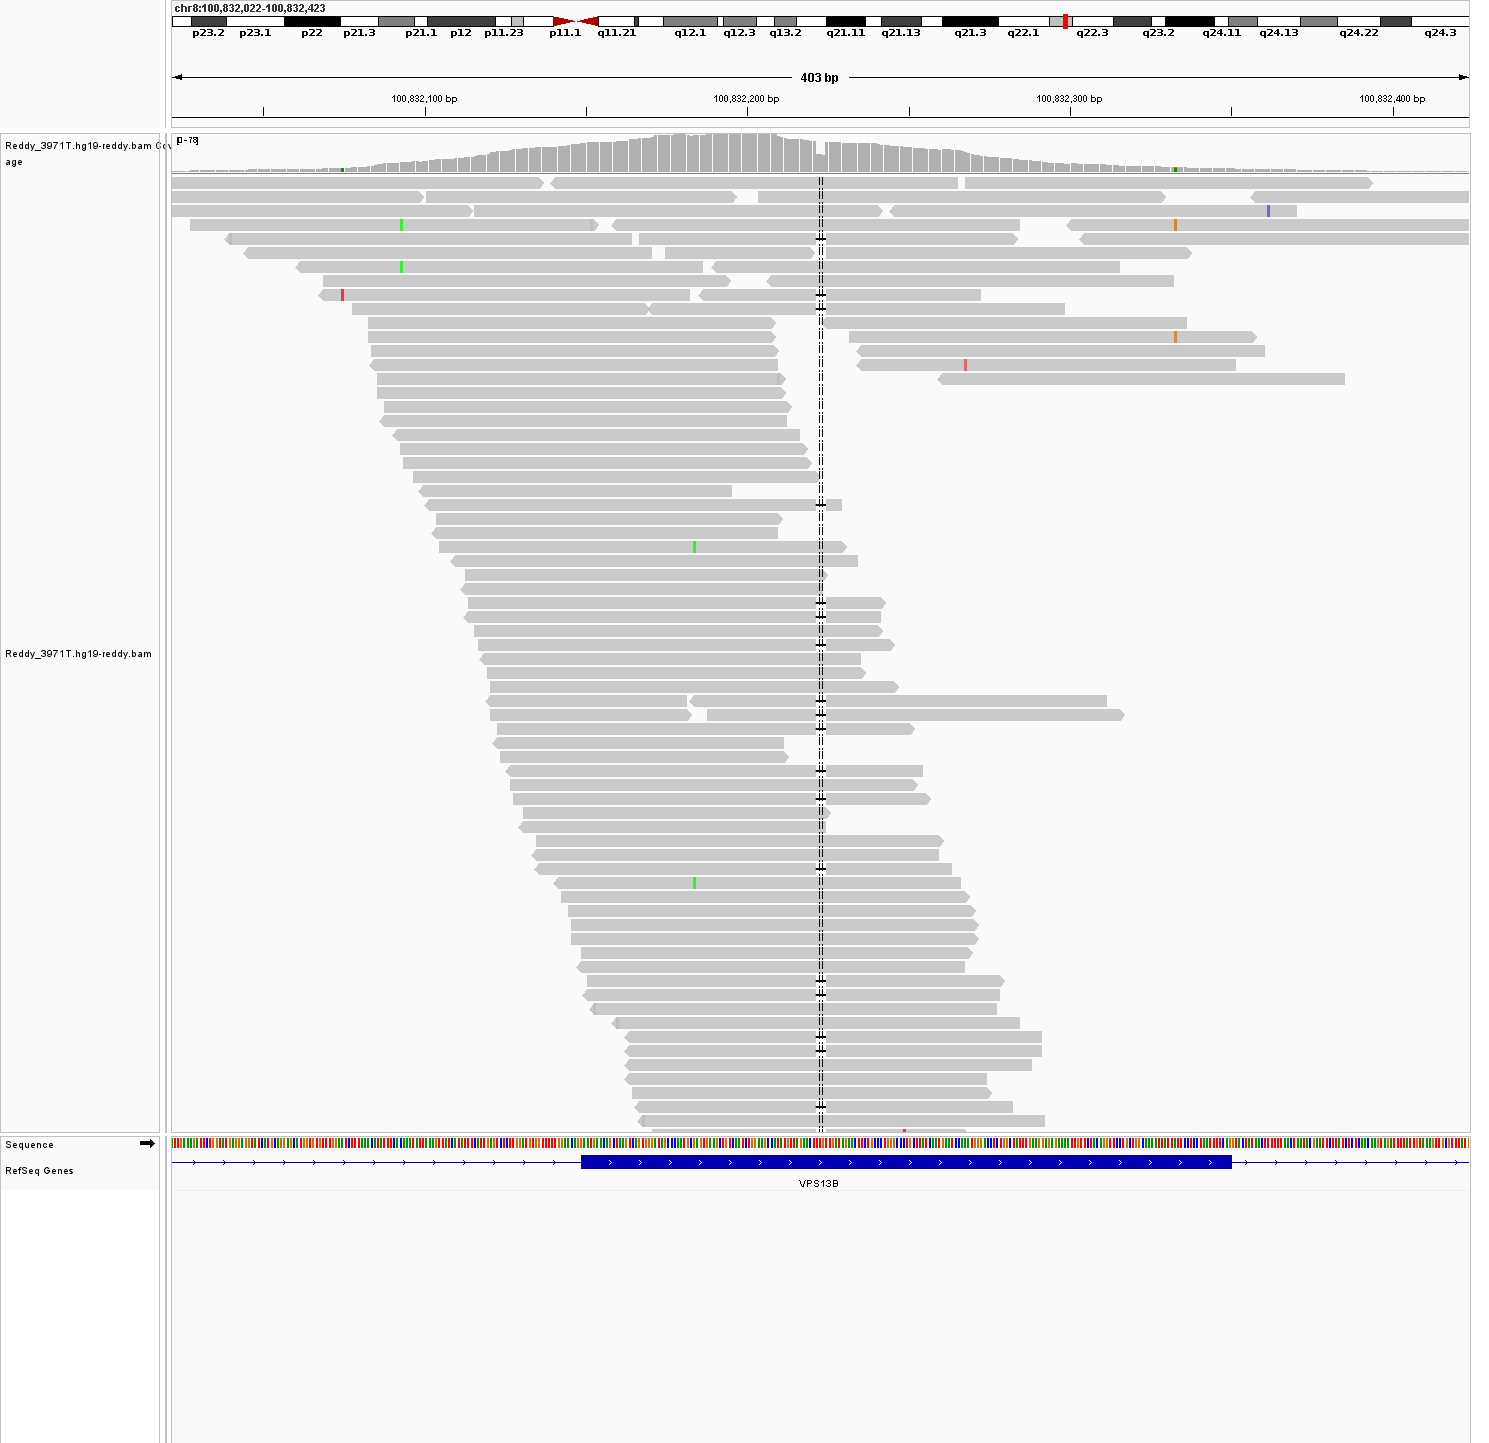 chr8:100,832,022-100,832,423
p23.2 p23.1 p22 p21.3 p21.1 p12 p11.23 p11.1 q11.21 q12.1 q12.3 q13.2 q21.11 q21.13 q21.3 q22.1 q22.3 q23.2 q24.11 q24.13 q24.22 q24.3
403 bp
100,832,100 bp 100,832,200 bp 100,832,300 bp 100,832,400 bp
Reddy_3971T.hg19-reddy.bam Cov
age
[0-78]
Reddy_3971T.hg19-reddy.bam
Sequence
RefSeq Genes
VPS13B